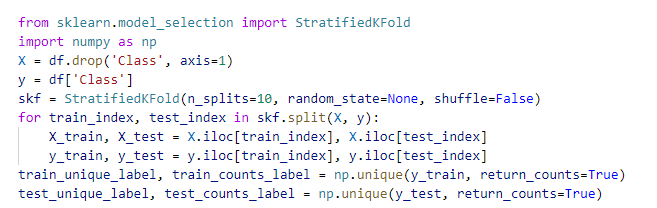 from sklearn.model_selection import StratifiedKFold
import numpy as np
X = df.drop('Class', axis=1)
y = df['Class']
skf = StratifiedKFold(n_splits=10, random_state=None, shuffle=False)
for train_index, test_index in skf.split(X, y):
    X_train, X_test = X.iloc[train_index], X.iloc[test_index]
    y_train, y_test = y.iloc[train_index], y.iloc[test_index]
train_unique_label, train_counts_label = np.unique(y_train, return_counts=True)
test_unique_label, test_counts_label = np.unique(y_test, return_counts=True)